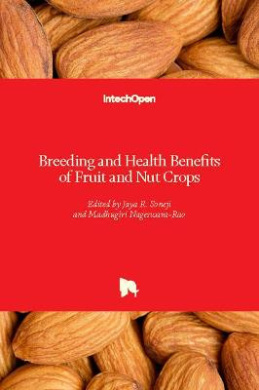 IntechOpen
Breeding and Health Benefits
of Fruit and Nut Crops
Edited by Jaya R. Soneji
and Madhugiri Nageswara-Rao